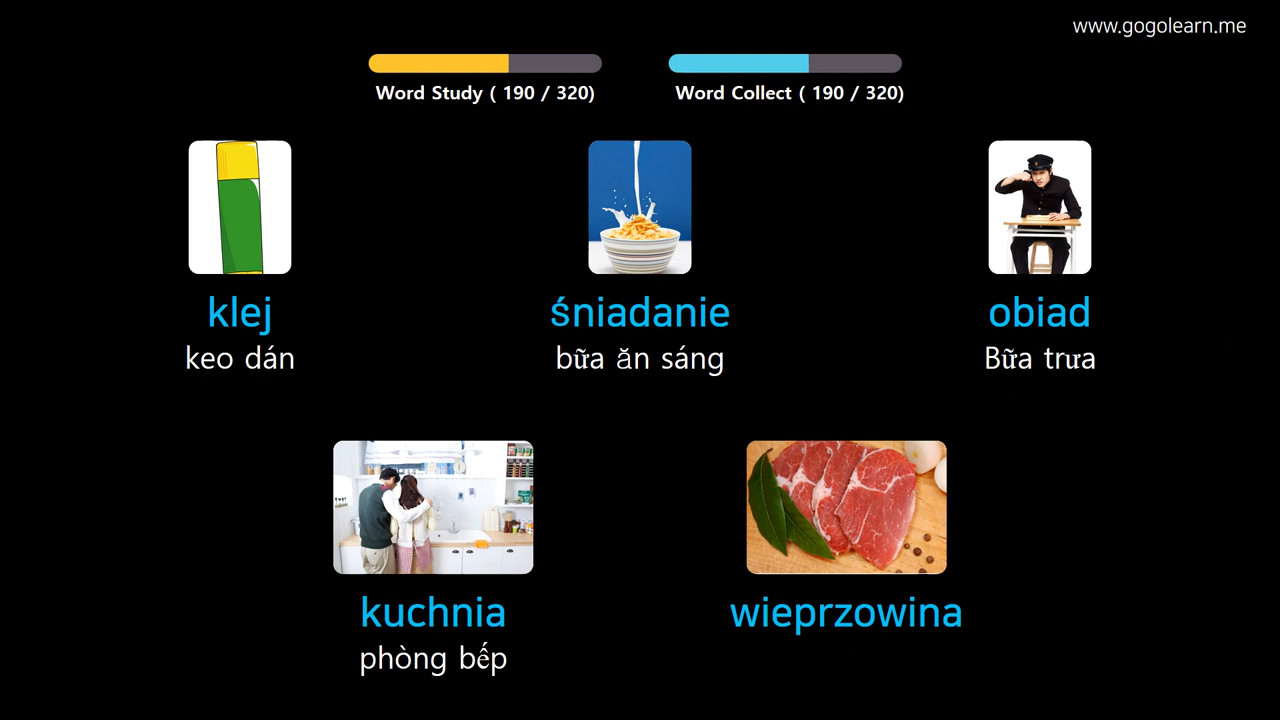 www.gogolearn.me
Word Study ( 190 / 320)
Word Collect ( 190 / 320)
klej
keo dán
śniadanie
bữa ăn sáng
obiad
Bữa trưa
kuchnia
phòng bếp
wieprzowina